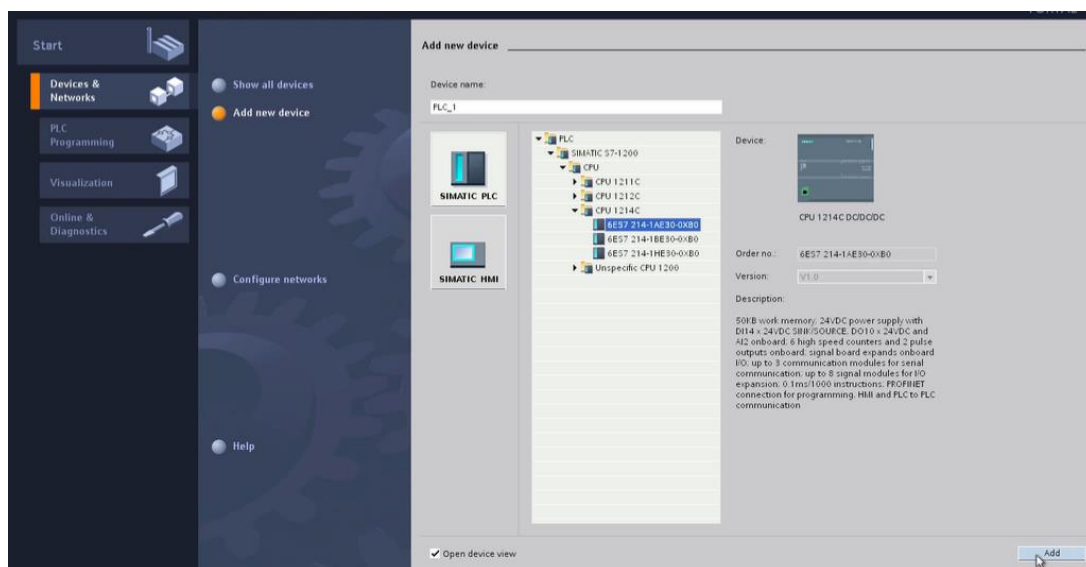 Start
Devices &
Networks
PLC
Programming
Visualization
Online &
Diagnostics
Show all devices
Add new device
Configure networks
Help
Add new device
Device name:
PLC_1
SIMATIC PLC
SIMATIC HMI
PLC
SIMATIC S7-1200
CPU
CPU 1211C
CPU 1212C
CPU 1214C
6ES7 214-1AE30-0XB0
6ES7 214-1BE30-0XB0
6ES7 214-1HE30-0XB0
Unspecific CPU 1200
Device:
CPU 1214C DC/DC/DC
Order no.:
6ES7 214-1AE30-0XB0
Version:
V1.0
Description:
50KB work memory; 24VDC power supply with
DI14 x 24VDC SINK/SOURCE, DO10 x 24VDC and
AI2 onboard; 6 high speed counters and 2 pulse
outputs onboard; signal board expands onboard
I/O; up to 3 communication modules for serial
communication; up to 8 signal modules for I/O
expansion; 0.1ms/1000 instructions; PROFINET
connection for programming, HMI and PLC to PLC
communication
Open device view
Add